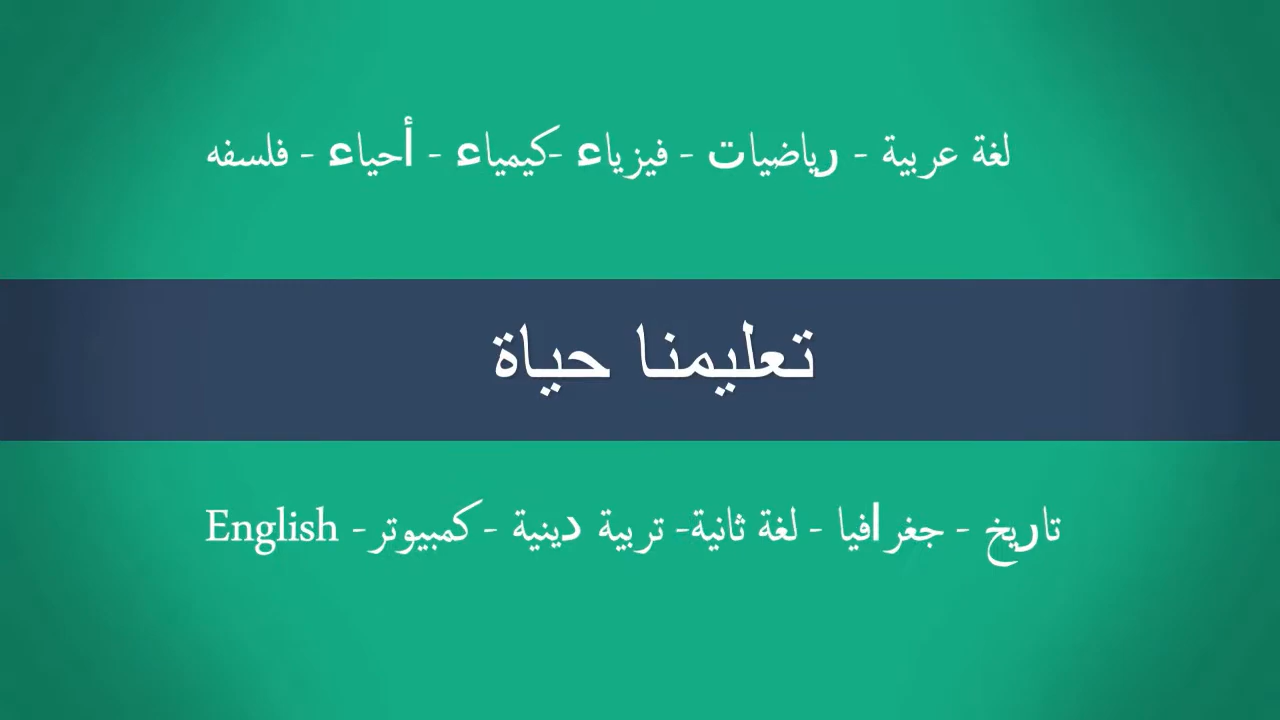 لغة عربية - رياضيات - فيزياء -كيمياء - أحياء - فلسفه
تعليمنا حياة
تاريخ - جغرافيا - لغة ثانية- تربية دينية - كمبيوتر - English